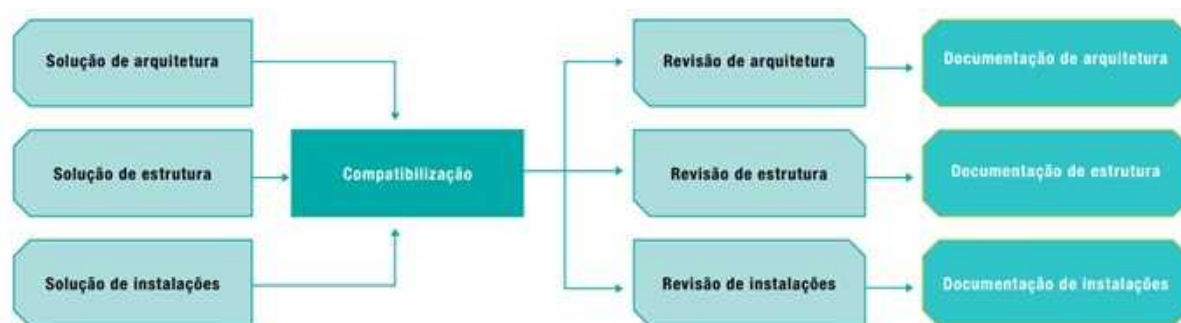 Solução de arquitetura
Solução de estrutura
Solução de instalações
Compatibilização
Revisão de arquitetura
Revisão de estrutura
Revisão de instalações
Documentação de arquitetura
Documentação de estrutura
Documentação de instalações